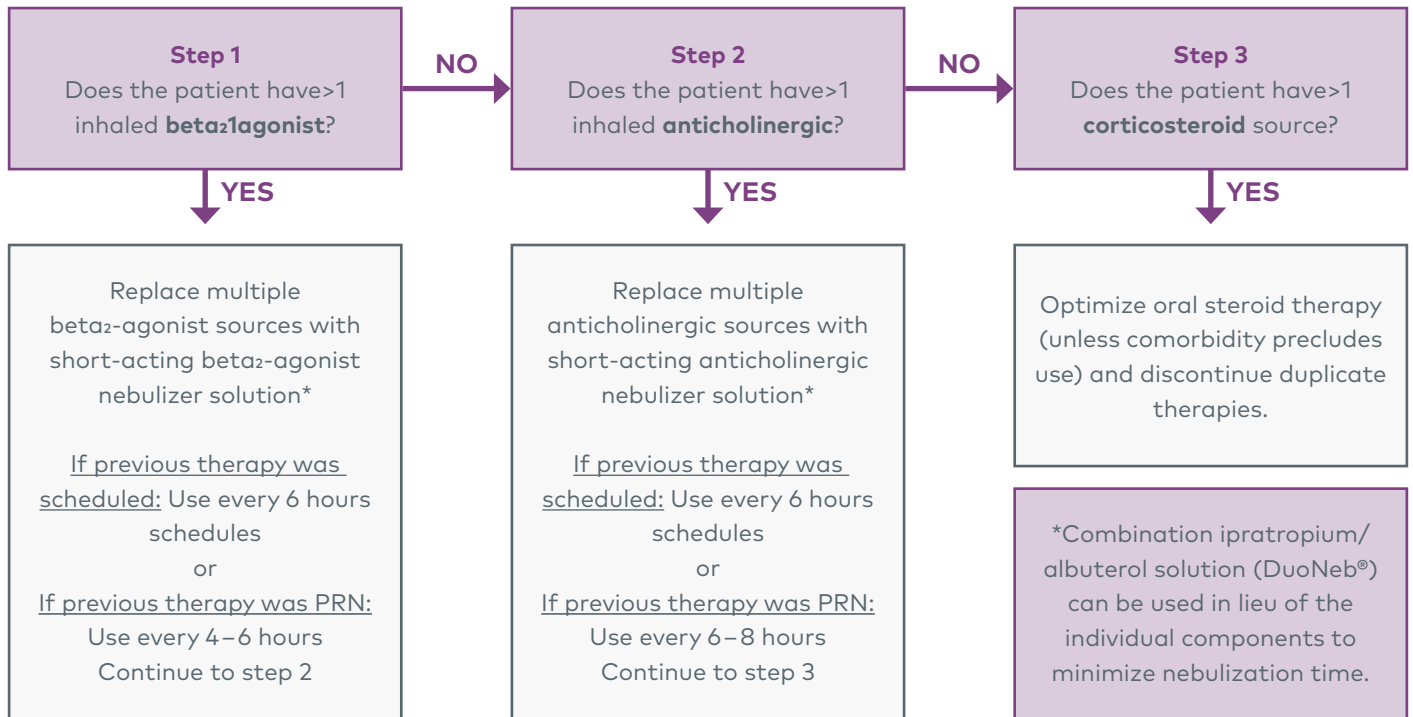 Step 1
Does the patient have>1
inhaled beta₂1agonist?
NO
Step 2
Does the patient have>1
inhaled anticholinergic?
NO
Step 3
Does the patient have>1
corticosteroid source?
YES
YES
YES
Replace multiple
beta₂-agonist sources with
short-acting beta₂-agonist
nebulizer solution*
If previous therapy was
scheduled: Use every 6 hours
schedules
or
If previous therapy was PRN:
Use every 4–6 hours
Continue to step 2
Replace multiple
anticholinergic sources with
short-acting anticholinergic
nebulizer solution*
If previous therapy was
scheduled: Use every 6 hours
schedules
or
If previous therapy was PRN:
Use every 6–8 hours
Continue to step 3
Optimize oral steroid therapy
(unless comorbidity precludes
use) and discontinue duplicate
therapies.
*Combination ipratropium/
albuterol solution (DuoNeb®)
can be used in lieu of the
individual components to
minimize nebulization time.